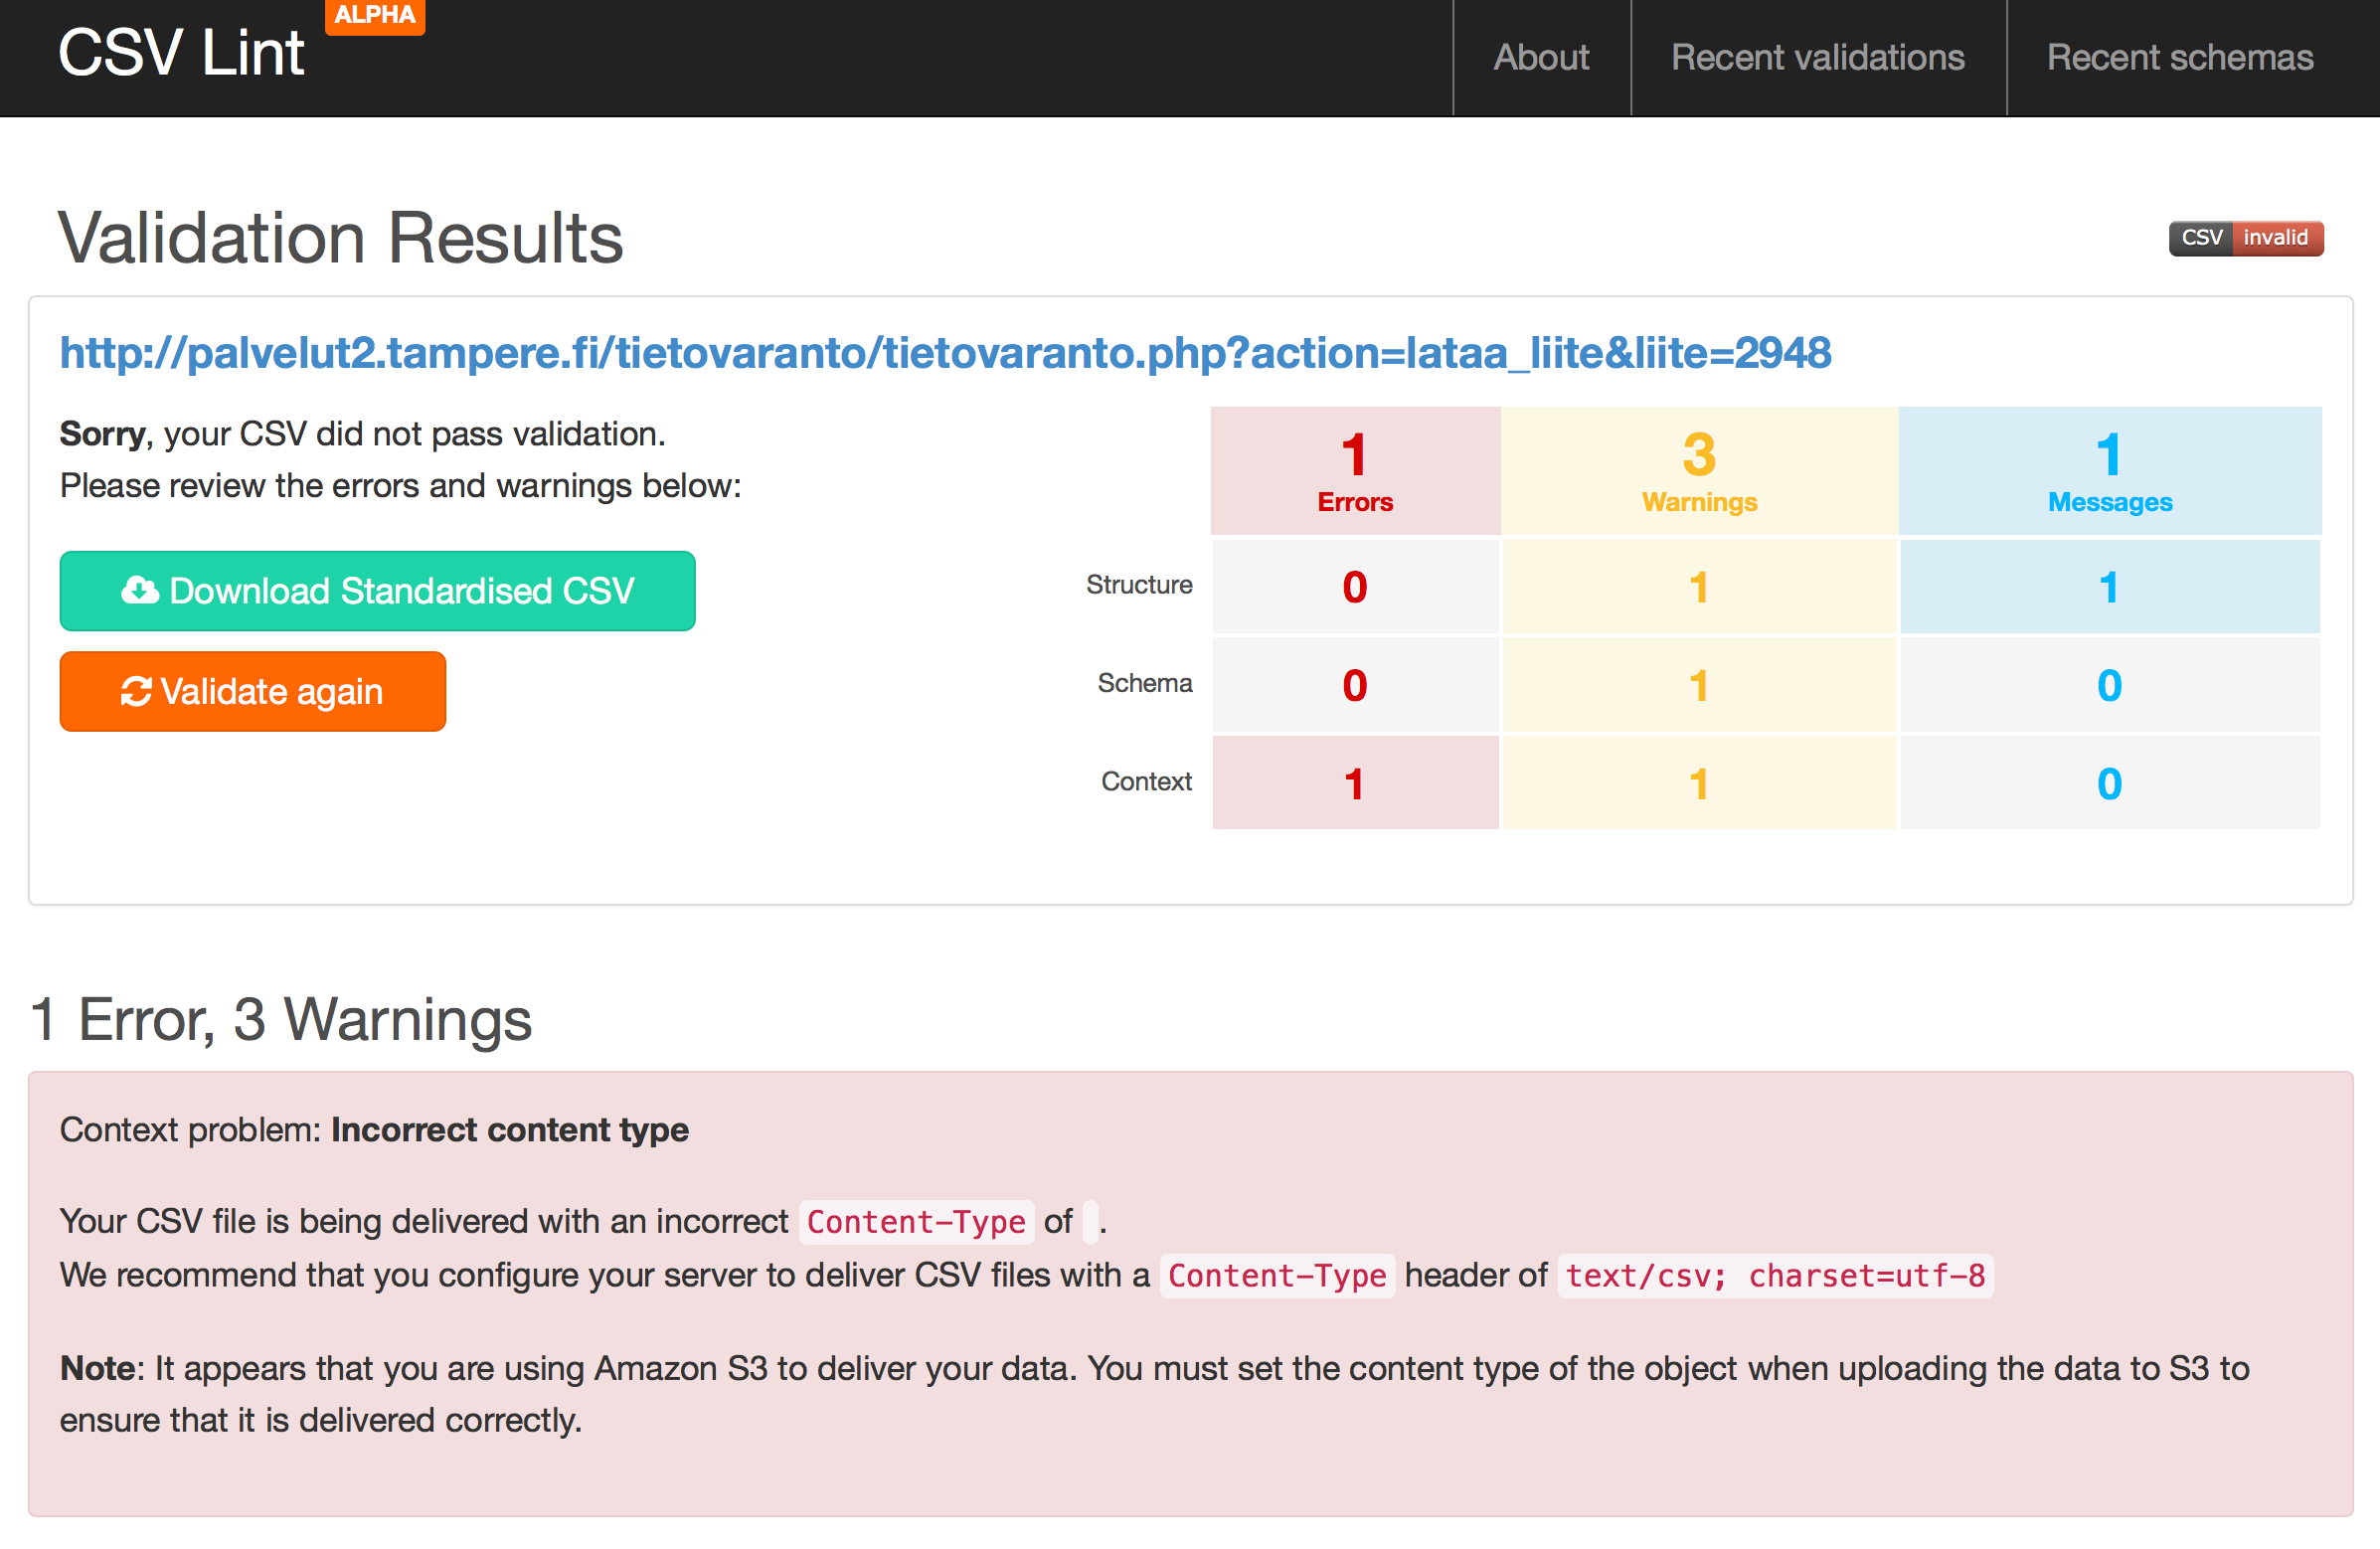 CSV Lint ALPHA
About Recent validations Recent schemas
Validation Results
CSV invalid
http://palvelut2.tampere.fi/tietovaranto/tietovaranto.php?action=lataa_liite&liite=2948
Sorry, your CSV did not pass validation.
Please review the errors and warnings below:
Download Standardised CSV
Validate again
1 3 1
Errors Warnings Messages
Structure 0 1 1
Schema 0 1 0
Context 1 1 0
1 Error, 3 Warnings
Context problem: Incorrect content type
Your CSV file is being delivered with an incorrect Content-Type of .
We recommend that you configure your server to deliver CSV files with a Content-Type header of text/csv; charset=utf-8
Note: It appears that you are using Amazon S3 to deliver your data. You must set the content type of the object when uploading the data to S3 to
ensure that it is delivered correctly.